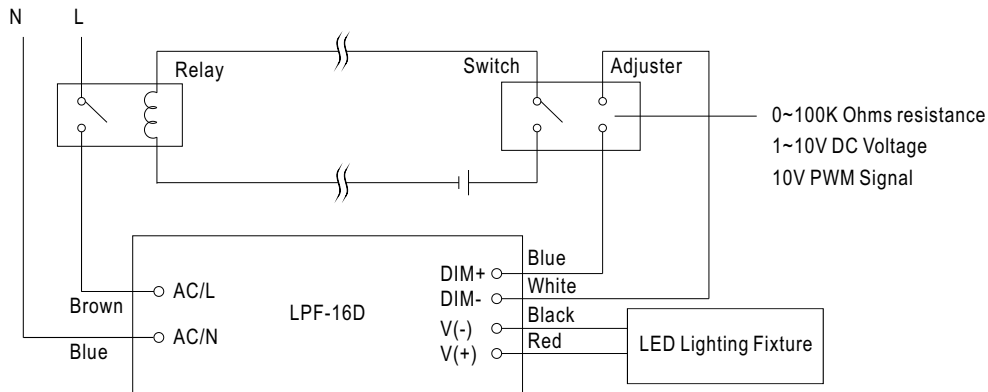 N L
Relay
Switch
Adjuster
0~100K Ohms resistance
1~10V DC Voltage
10V PWM Signal
Brown
AC/L
LPF-16D
DIM+
Blue
DIM-
White
Blue
AC/N
V(-)
Black
V(+)
Red
LED Lighting Fixture